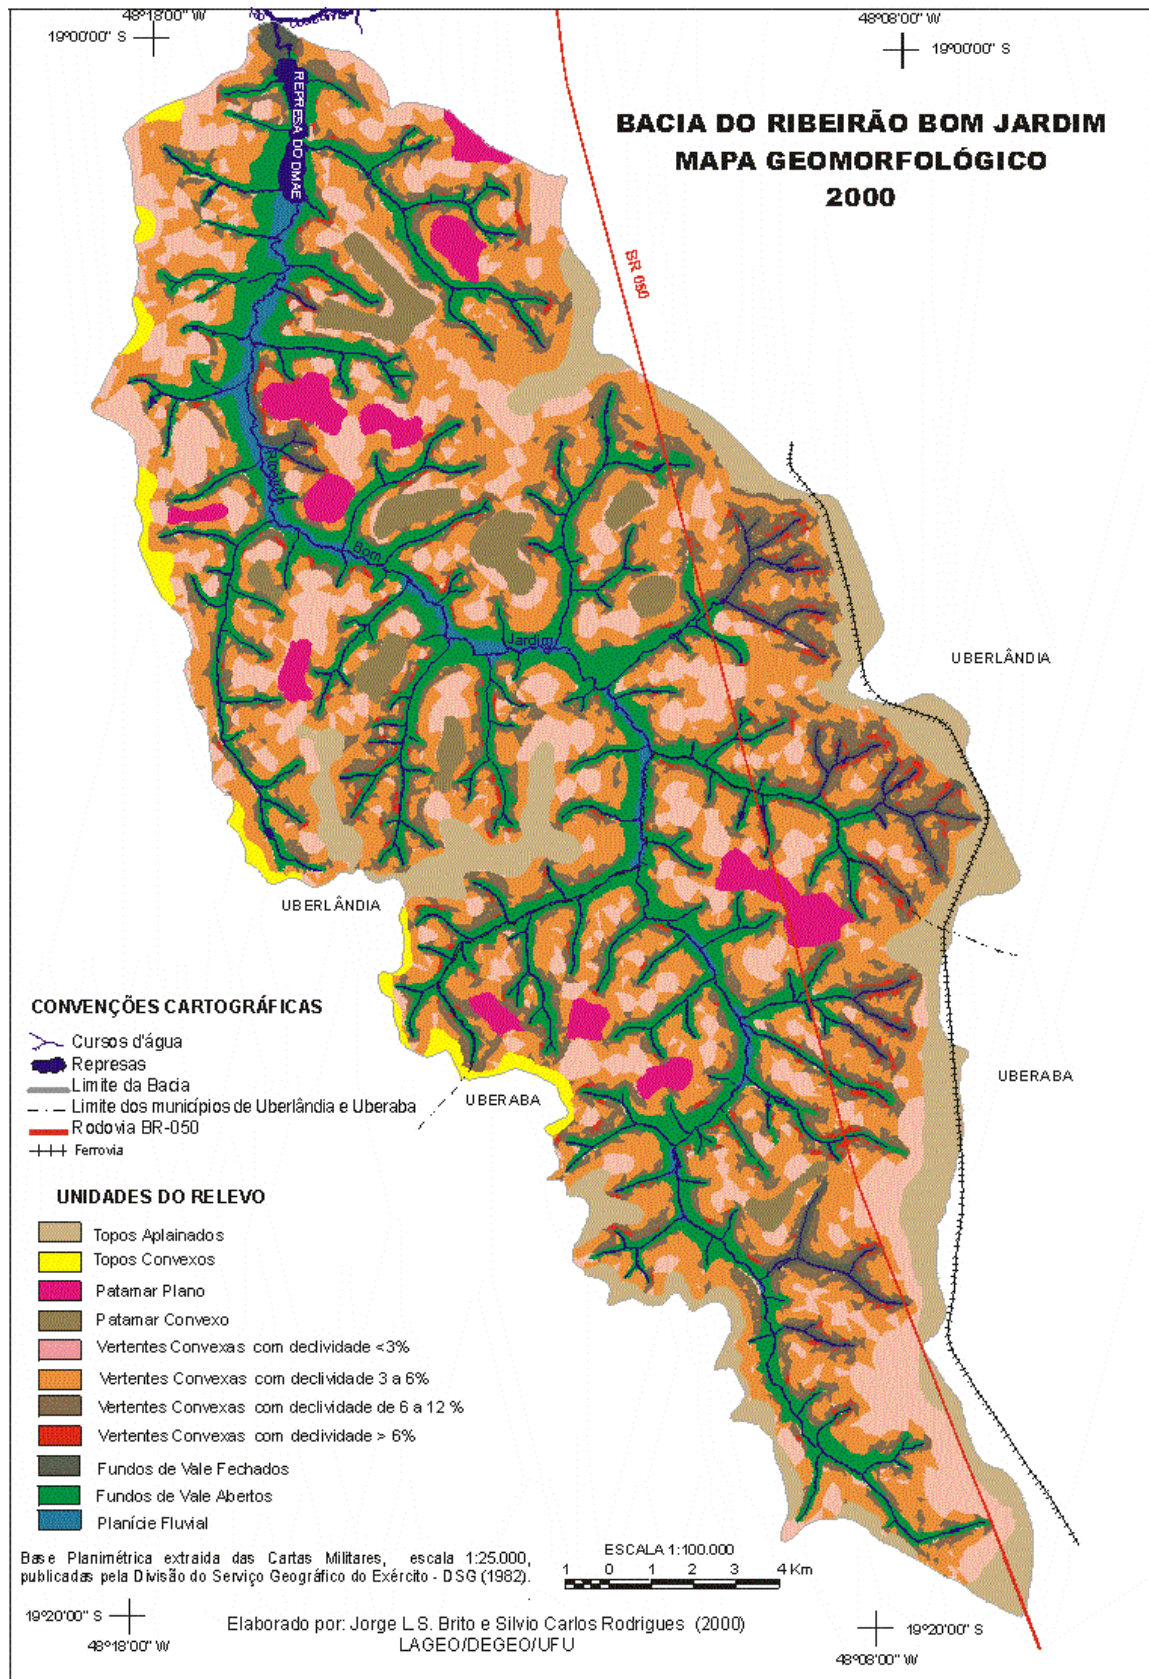 48°18'00" W
19°00'00" S
48°08'00" W
19°00'00" S
BACIA DO RIBEIRÃO BOM JARDIM
MAPA GEOMORFOLÓGICO
2000
REPRESA DO DMAE
BR 050
Ribeirão
Bom
Jardim
UBERLÂNDIA
UBERLÂNDIA
UBERABA
UBERABA
CONVENÇÕES CARTOGRÁFICAS
Cursos d'água
Represas
Limite da Bacia
Limite dos municípios de Uberlândia e Uberaba
Rodovia BR-050
Ferrovia
UNIDADES DO RELEVO
Topos Aplainados
Topos Convexos
Patamar Plano
Patamar Convexo
Vertentes Convexas com declividade <3%
Vertentes Convexas com declividade 3 a 6%
Vertentes Convexas com declividade de 6 a 12 %
Vertentes Convexas com declividade > 6%
Fundos de Vale Fechados
Fundos de Vale Abertos
Planície Fluvial
Base Planimétrica extraida das Cartas Militares, escala 1:25.000,
publicadas pela Divisão do Serviço Geográfico do Exército - DSG (1982).
ESCALA 1:100.000
1 0 1 2 3 4 Km
19°20'00" S
48°18'00" W
Elaborado por: Jorge L.S. Brito e Silvio Carlos Rodrigues (2000)
LAGEO/DEGEO/UFU
19°20'00" S
48°08'00" W